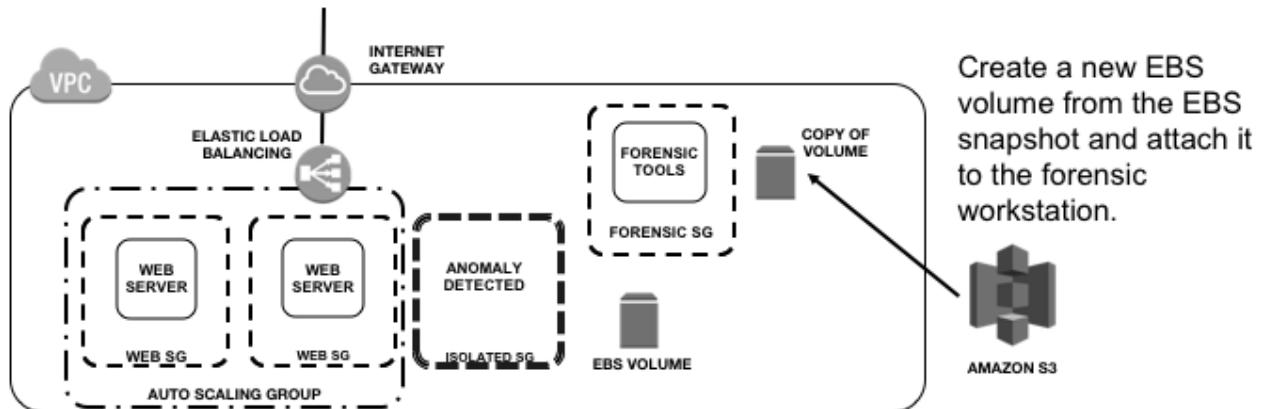 INTERNET
GATEWAY
VPC
ELASTIC LOAD
BALANCING
FORENSIC
TOOLS
FORENSIC SG
COPY OF
VOLUME
Create a new EBS
volume from the EBS
snapshot and attach it
to the forensic
workstation.
WEB
SERVER
WEB SG
WEB
SERVER
WEB SG
ANOMALY
DETECTED
ISOLATED SG
EBS VOLUME
AMAZON S3
AUTO SCALING GROUP